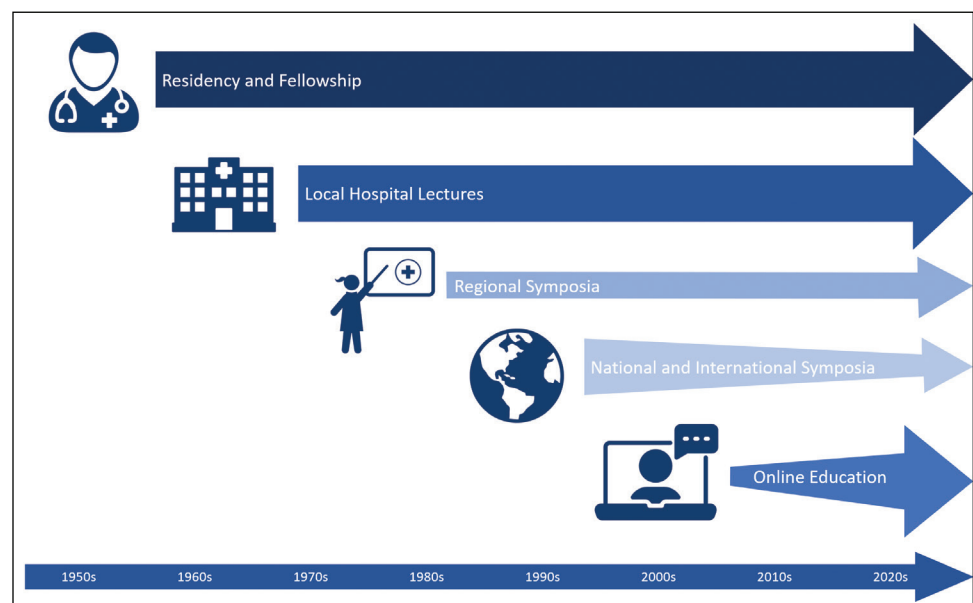 Residency and Fellowship
Local Hospital Lectures
Regional Symposia
National and International Symposia
Online Education
1950s 1960s 1970s 1980s 1990s 2000s 2010s 2020s